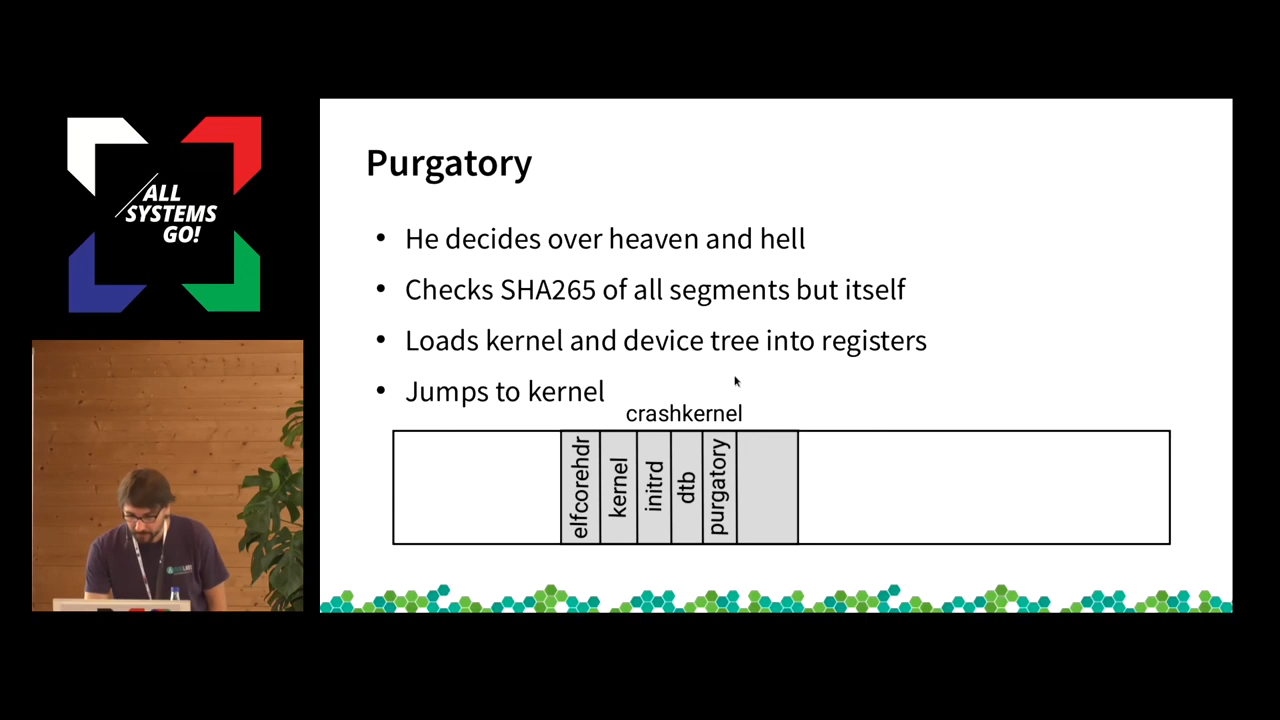 ALL
SYSTEMS
GO!
Purgatory
• He decides over heaven and hell
• Checks SHA265 of all segments but itself
• Loads kernel and device tree into registers
• Jumps to kernel
crashkernel
elfcorehdr
kernel
initrd
dtb
purgatory